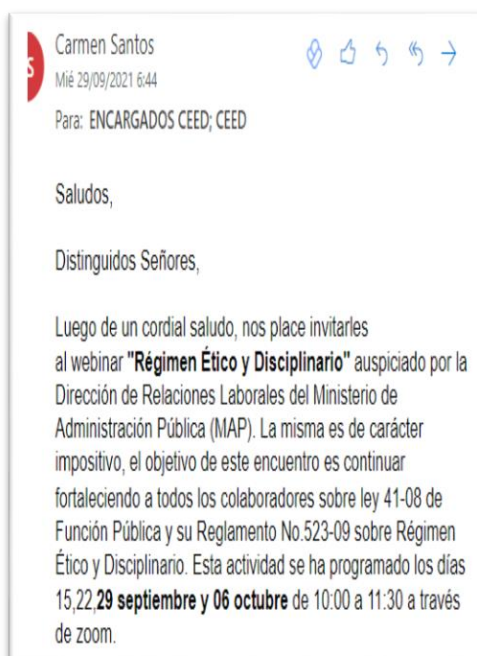 S
Carmen Santos
Mié 29/09/2021 6:44
Para: ENCARGADOS CEED; CEED
Saludos,
Distinguidos Señores,
Luego de un cordial saludo, nos place invitarles
al webinar "Régimen Ético y Disciplinario" auspiciado por la
Dirección de Relaciones Laborales del Ministerio de
Administración Pública (MAP). La misma es de carácter
impositivo, el objetivo de este encuentro es continuar
fortaleciendo a todos los colaboradores sobre ley 41-08 de
Función Pública y su Reglamento No.523-09 sobre Régimen
Ético y Disciplinario. Esta actividad se ha programado los días
15,22,29 septiembre y 06 octubre de 10:00 a 11:30 a través
de zoom.